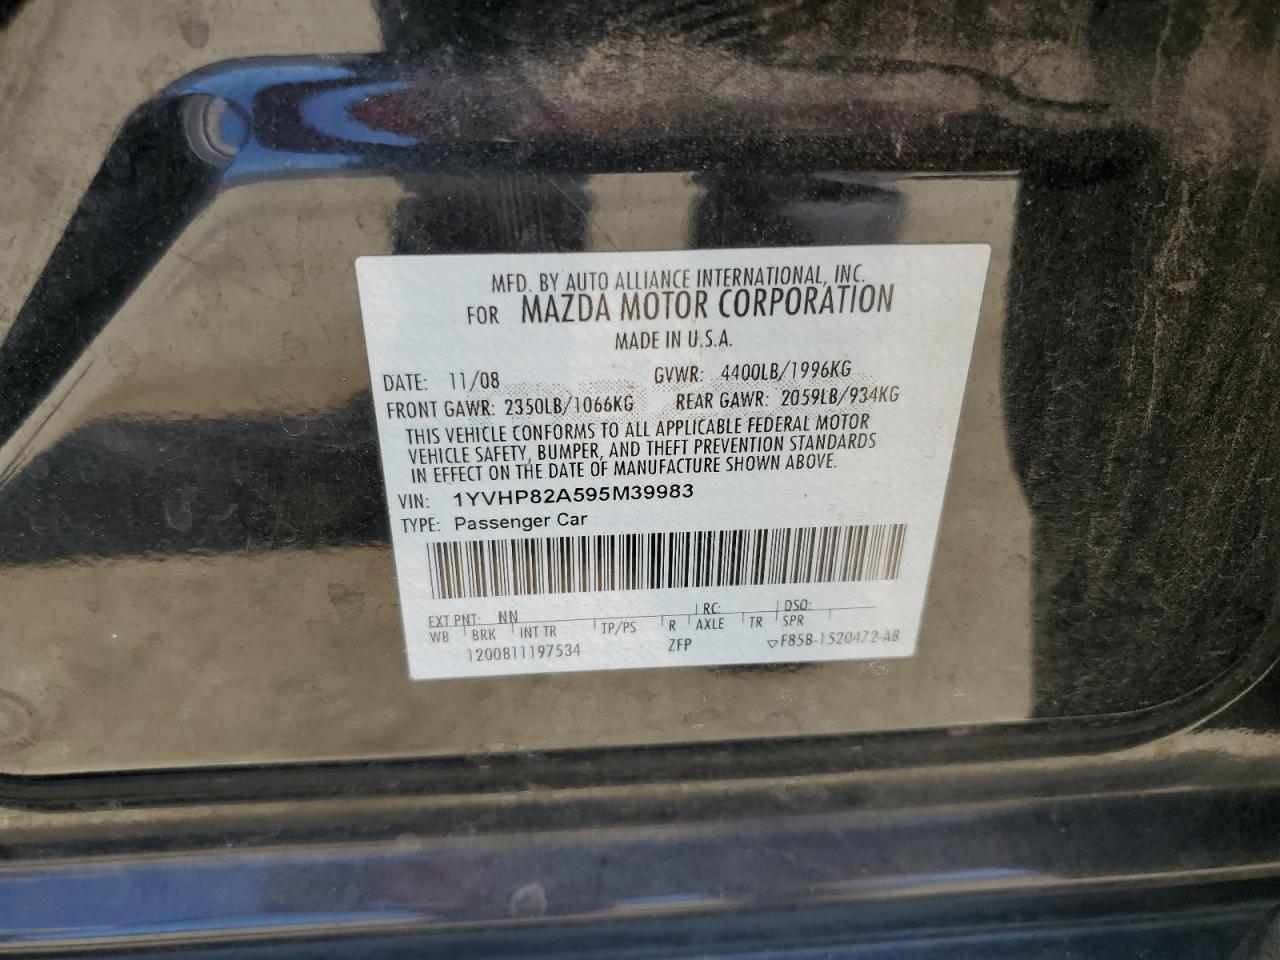 MFD. BY AUTO ALLIANCE INTERNATIONAL, INC.
FOR MAZDA MOTOR CORPORATION
MADE IN U.S.A.
DATE: 11/08 GVWR: 4400LB/1996KG
FRONT GAWR: 2350LB/1066KG REAR GAWR: 2059LB/934KG
THIS VEHICLE CONFORMS TO ALL APPLICABLE FEDERAL MOTOR
VEHICLE SAFETY, BUMPER, AND THEFT PREVENTION STANDARDS
IN EFFECT ON THE DATE OF MANUFACTURE SHOWN ABOVE.
VIN: 1YVHP82A595M39983
TYPE: Passenger Car
EXT PNT: NN RC: DSO:
WB BRK INT TR TP/PS R AXLE TR SPR
1200811197534 ZFP F85B-1520472-AB